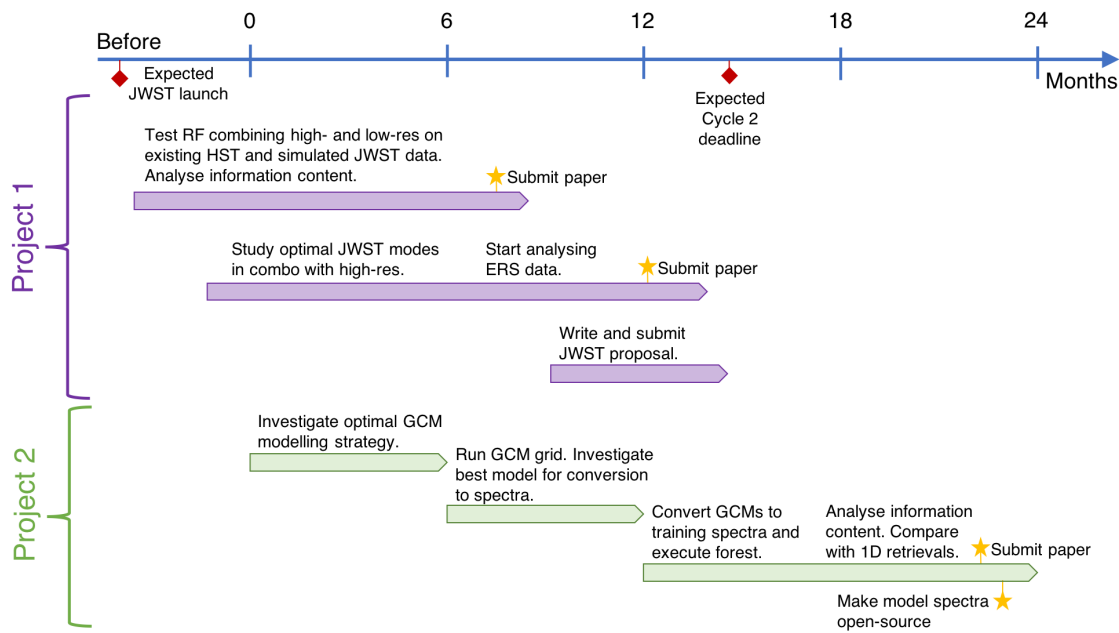 0
6
12
18
24
Before
Months
Expected
JWST launch
Expected
Cycle 2
deadline
Project 1
Test RF combining high- and low-res on
existing HST and simulated JWST data.
Analyse information content.
Submit paper
Study optimal JWST modes
in combo with high-res.
Start analysing
ERS data.
Submit paper
Write and submit
JWST proposal.
Project 2
Investigate optimal GCM
modelling strategy.
Run GCM grid. Investigate
best model for conversion
to spectra.
Convert GCMs to
training spectra and
execute forest.
Analyse information
content. Compare
with 1D retrievals.
Submit paper
Make model spectra
open-source